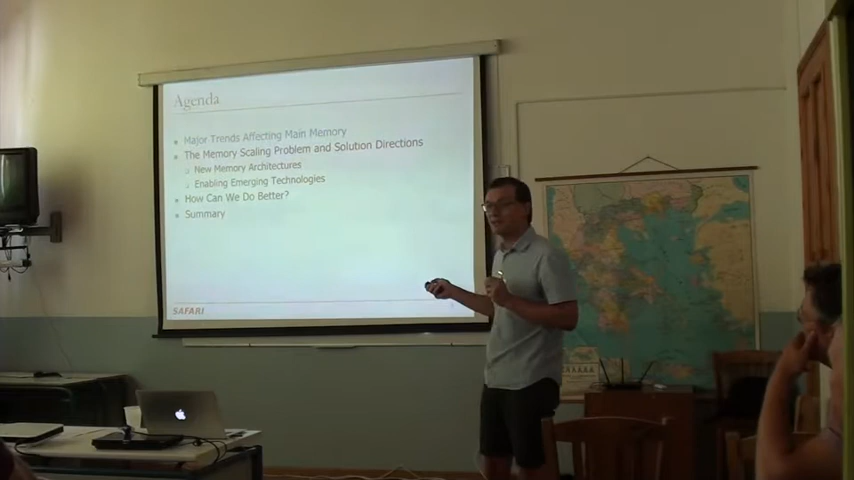 Agenda
Major Trends Affecting Main Memory
The Memory Scaling Problem and Solution Directions
New Memory Architectures
Enabling Emerging Technologies
How Can We Do Better?
Summary
SAFARI